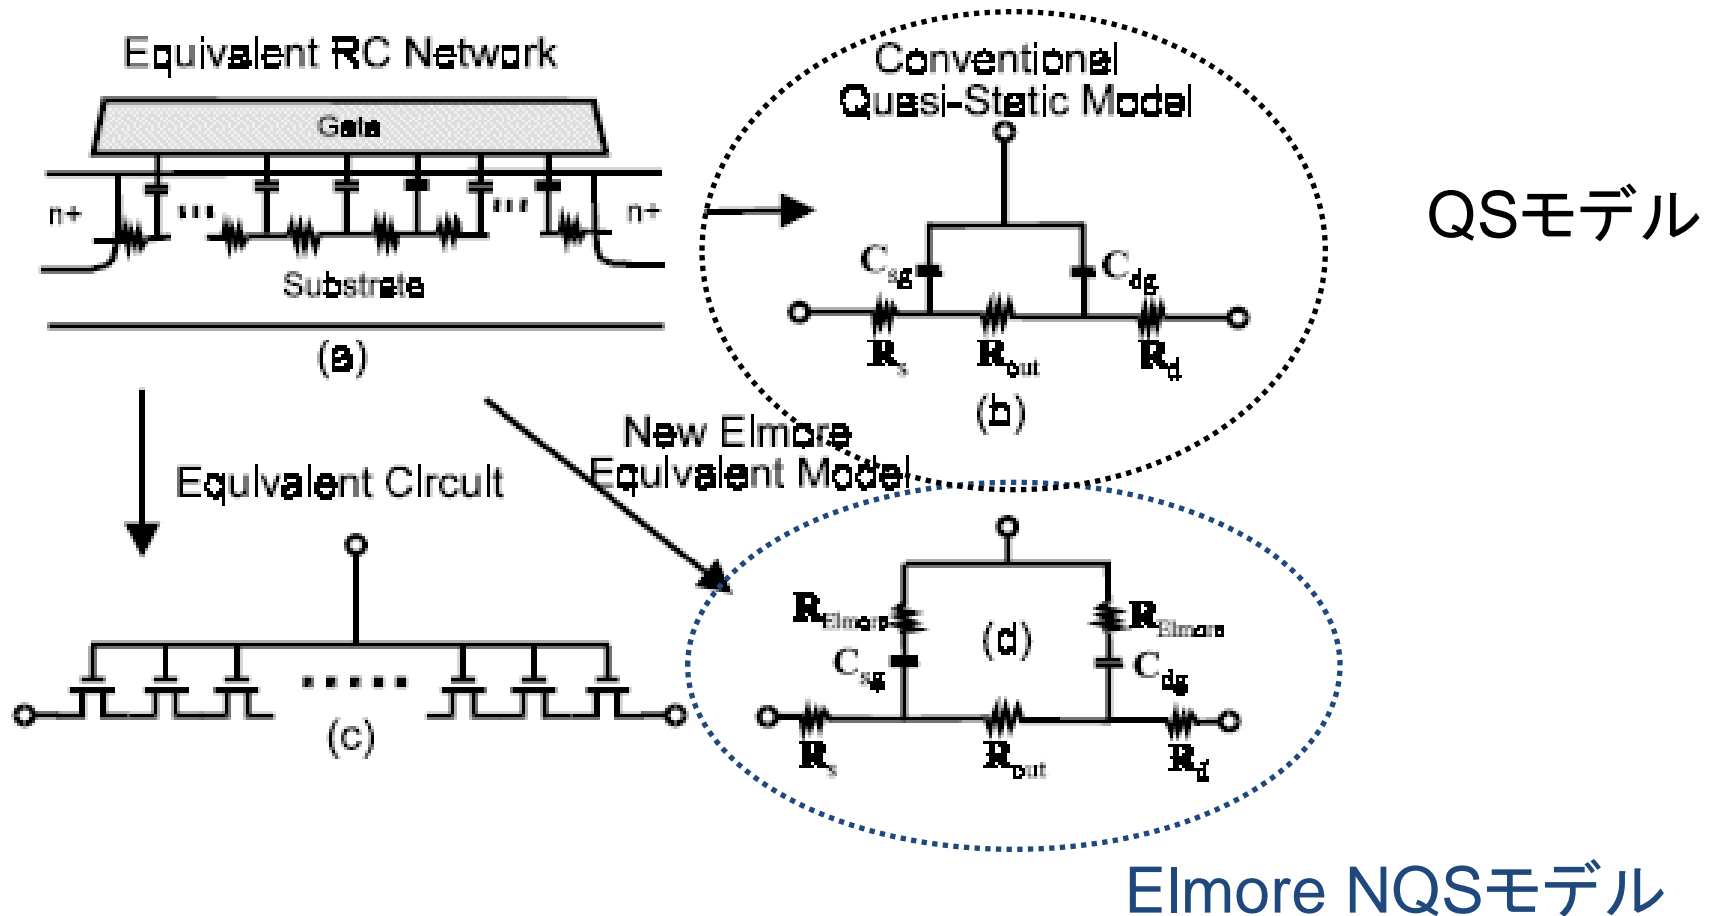 Equivalent RC Network
Gate
n+
n+
Substrate
(a)
Conventional
Quasi-Static Model
Csg
Cdg
Rs
Rout
Rd
(b)
QSモデル
Equivalent Circuit
(c)
New Elmore
Equivalent Model
RElmore
RElmore
(d)
Csg
Cdg
Rs
Rout
Rd
Elmore NQSモデル